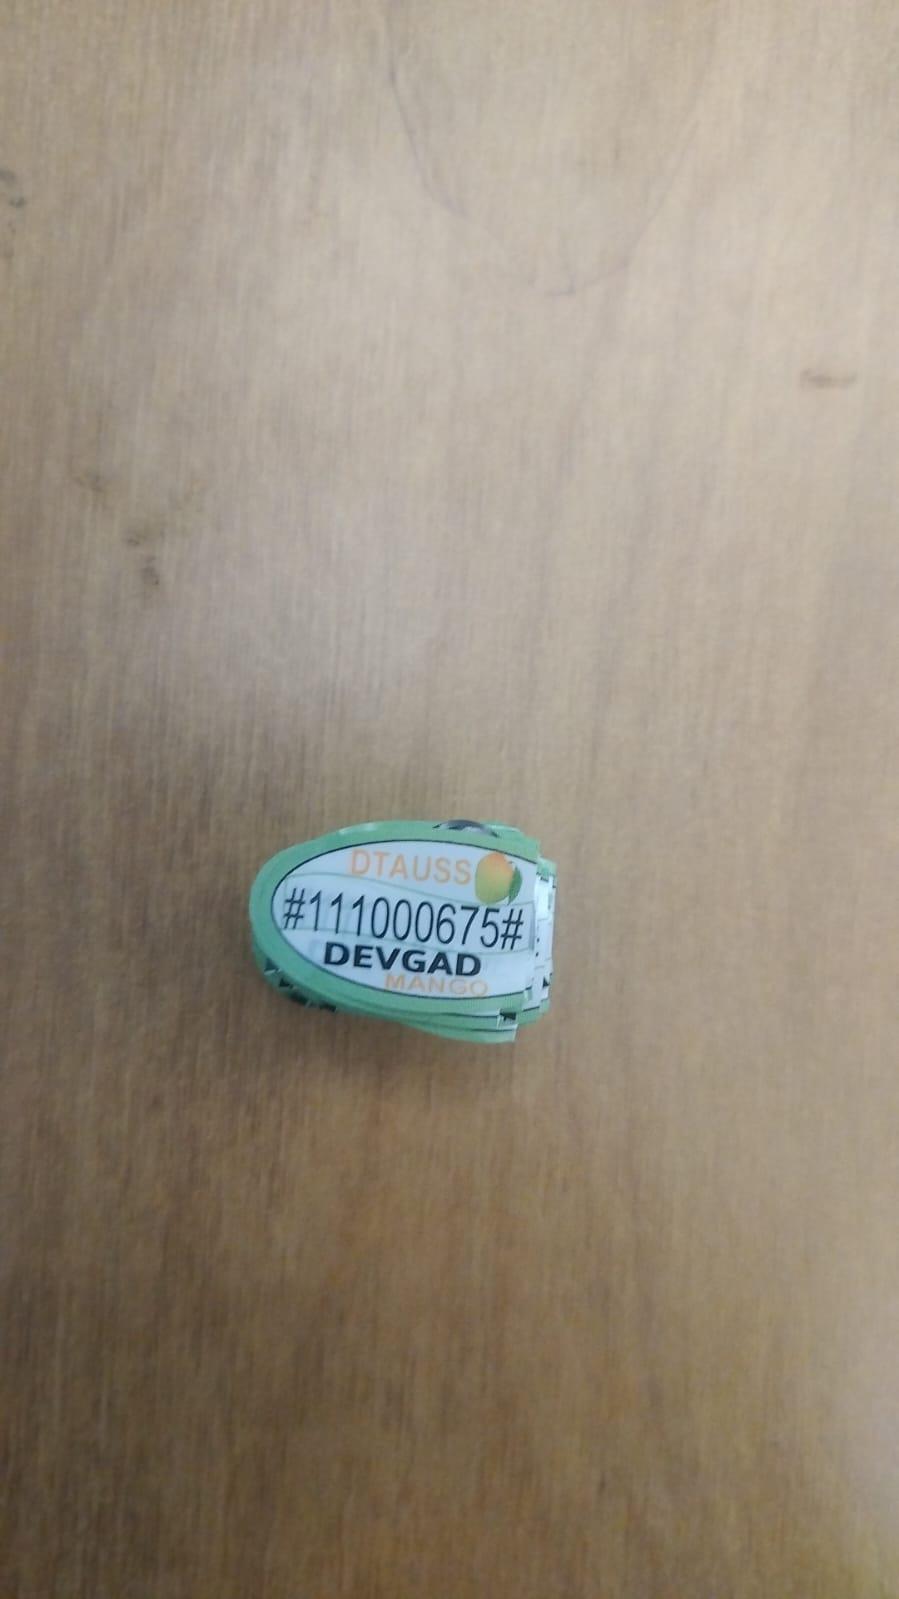 DTAUSS
#111000675#
DEVGAD
MANGO